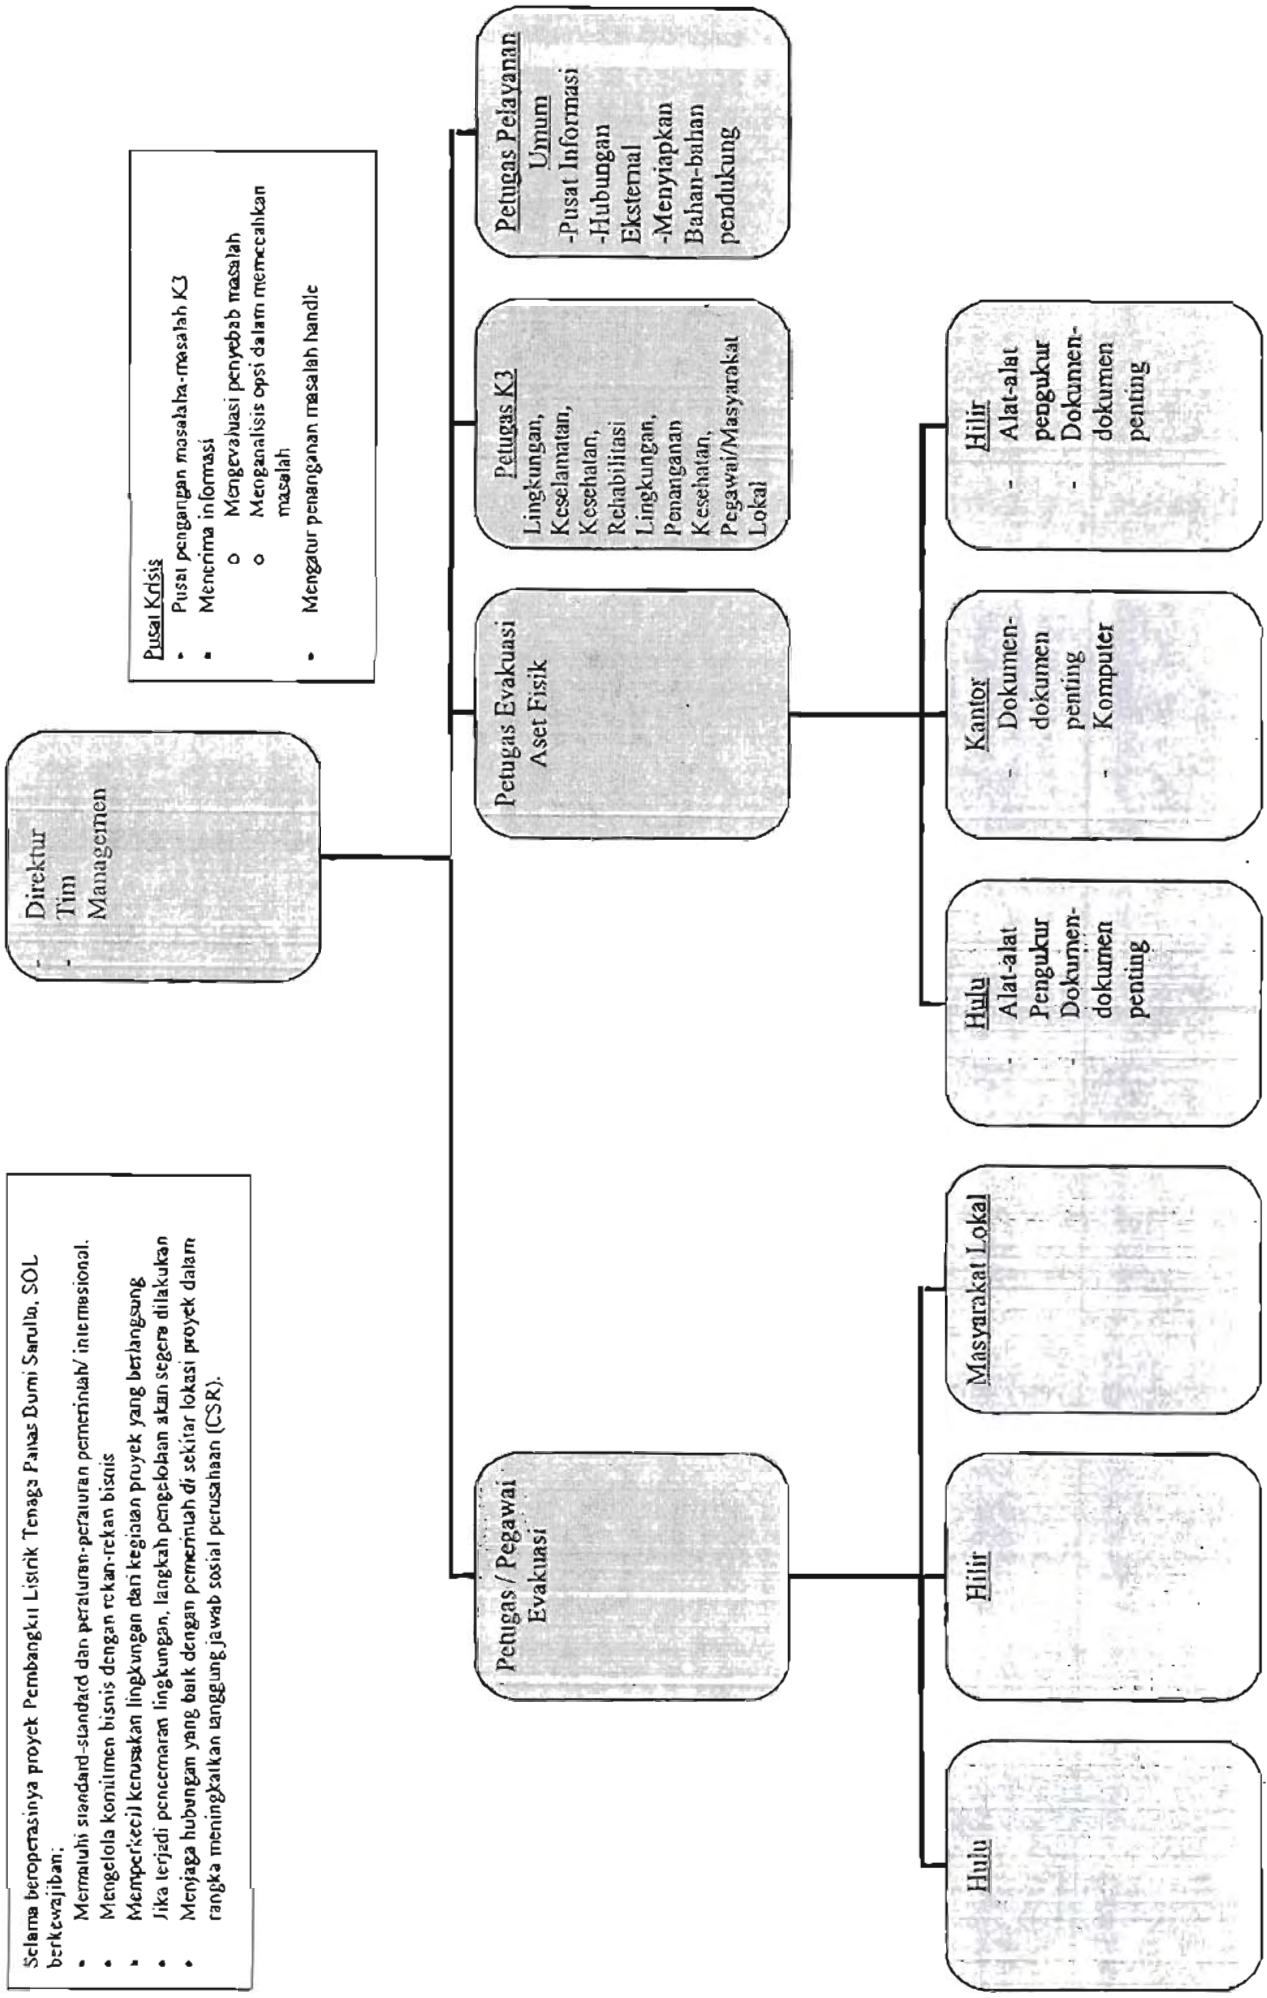 Selama beroperasinya proyek Pembangkit Listrik Tenaga Panas Bumi Sarulla, SOL
berkewajiban:
• Mematuhi standard-standard dan peraturan-peraturan pemerintah/ internasional.
• Mengelola komitmen bisnis dengan rekan-rekan bisnis
• Memperkecil kerusakan lingkungan dari kegiatan proyek yang berlangsung
• Jika terjadi pencemaran lingkungan, langkah pengelolaan akan segera dilakukan
• Menjaga hubungan yang baik dengan pemerintah di sekitar lokasi proyek dalam
rangka meningkatkan tanggung jawab sosial perusahaan (CSR).
- Direktur
- Tim
Managemen
Pusat Krisis
• Pusat pengangan masalaha-masalah K3
• Menerima informasi
o Mengevaluasi penyebab masalah
o Menganalisis opsi dalam memecahkan
masalah
• Mengatur penanganan masalah handle
Petugas / Pegawai
Evakuasi
Petugas Evakuasi
Aset Fisik
Petugas K3
Lingkungan,
Keselamatan,
Kesehatan,
Rehabilitasi
Lingkungan,
Penanganan
Kesehatan,
Pegawai/Masyarakat
Lokal
Petugas Pelayanan
Umum
-Pusat Informasi
-Hubungan
Eksternal
-Menyiapkan
Bahan-bahan
pendukung
Hulu
Hilir
Masyarakat Lokal
Hulu
- Alat-alat
Pengukur
- Dokumen-
dokumen
penting
Kantor
- Dokumen-
dokumen
penting
- Komputer
Hilir
- Alat-alat
pengukur
- Dokumen-
dokumen
penting